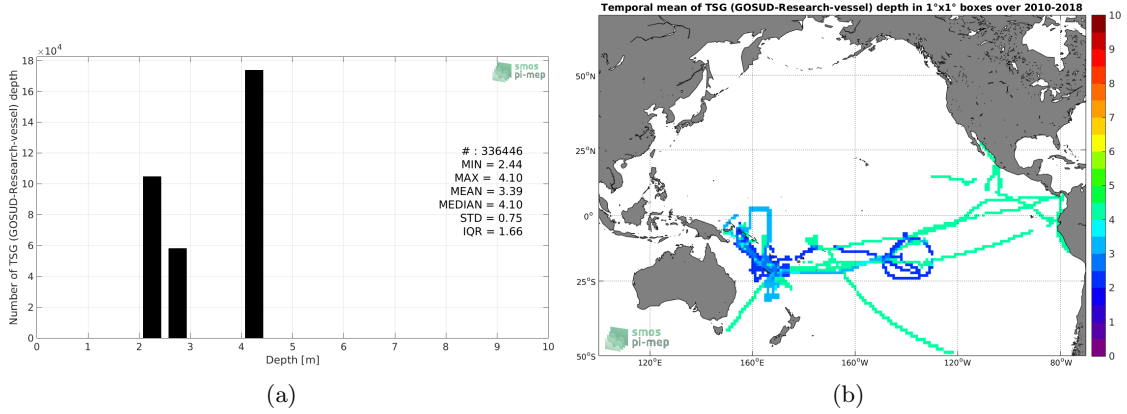 Temporal mean of TSG (GOSUD-Research-vessel) depth in 1°x1° boxes over 2010-2018
×10⁴
18
16
14
12
10
8
6
4
2
0
Number of TSG (GOSUD-Research-vessel) depth
0 1 2 3 4 5 6 7 8 9 10
Depth [m]
smos
pi-mep
# : 336446
MIN = 2.44
MAX = 4.10
MEAN = 3.39
MEDIAN = 4.10
STD = 0.75
IQR = 1.66
(a)
50°N
25°N
0°
25°S
50°S
120°E 160°E 160°W 120°W 80°W
smos
pi-mep
10
9
8
7
6
5
4
3
2
1
0
(b)